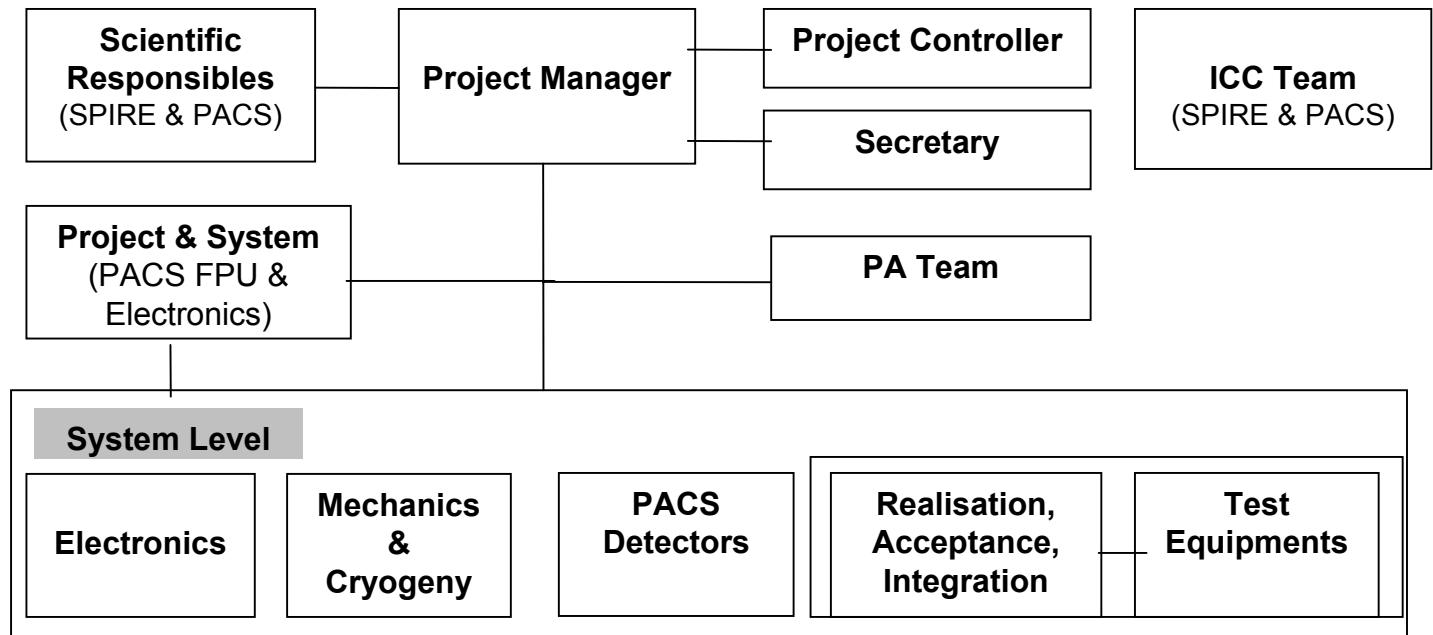 Scientific
Responsibles
(SPIRE & PACS)
Project Manager
Project Controller
Secretary
ICC Team
(SPIRE & PACS)
Project & System
(PACS FPU &
Electronics)
PA Team
System Level
Electronics
Mechanics
&
Cryogeny
PACS
Detectors
Realisation,
Acceptance,
Integration
Test
Equipments